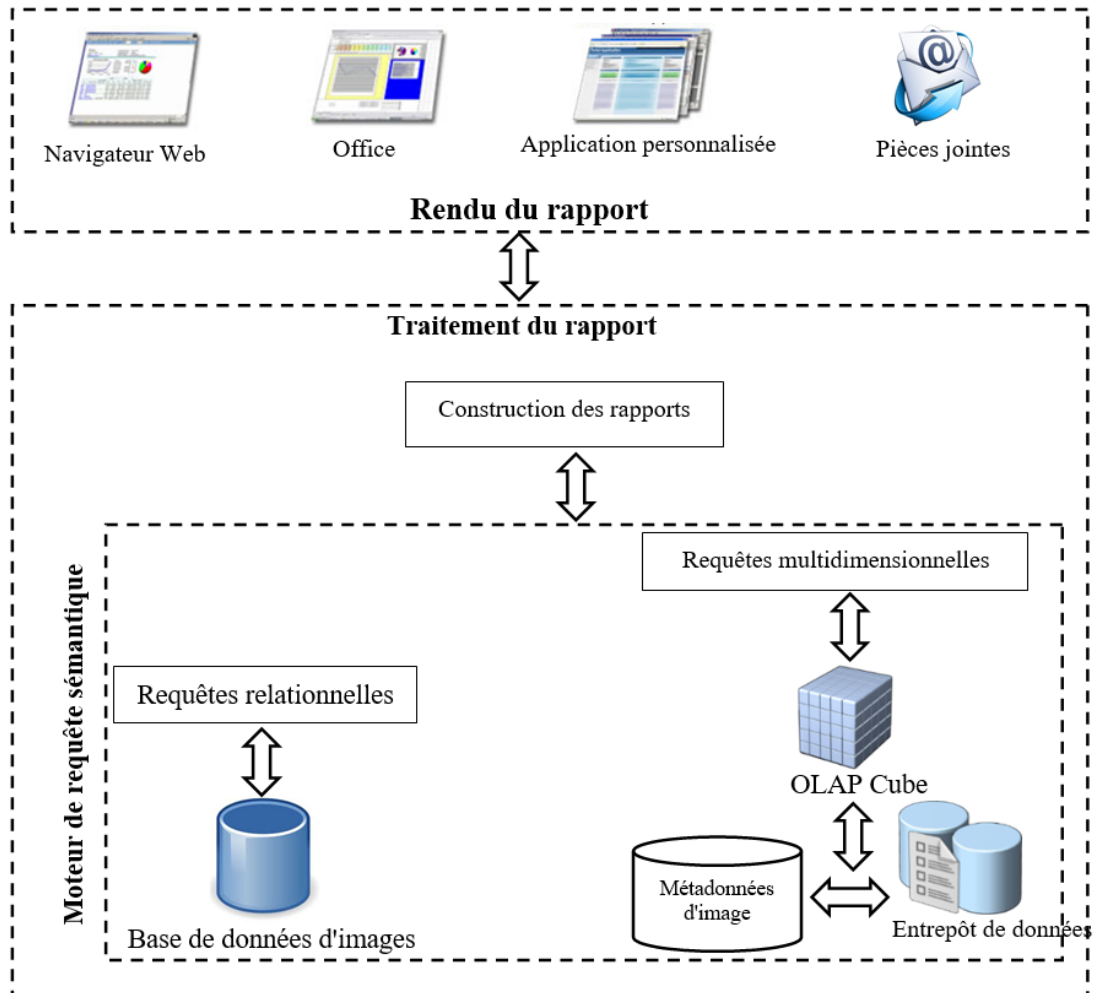 Navigateur Web
Office
Application personnalisée
Pièces jointes
Rendu du rapport
Traitement du rapport
Construction des rapports
Moteur de requête sémantique
Requêtes multidimensionnelles
Requêtes relationnelles
OLAP Cube
Métadonnées
d'image
Entrepôt de données
Base de données d'images